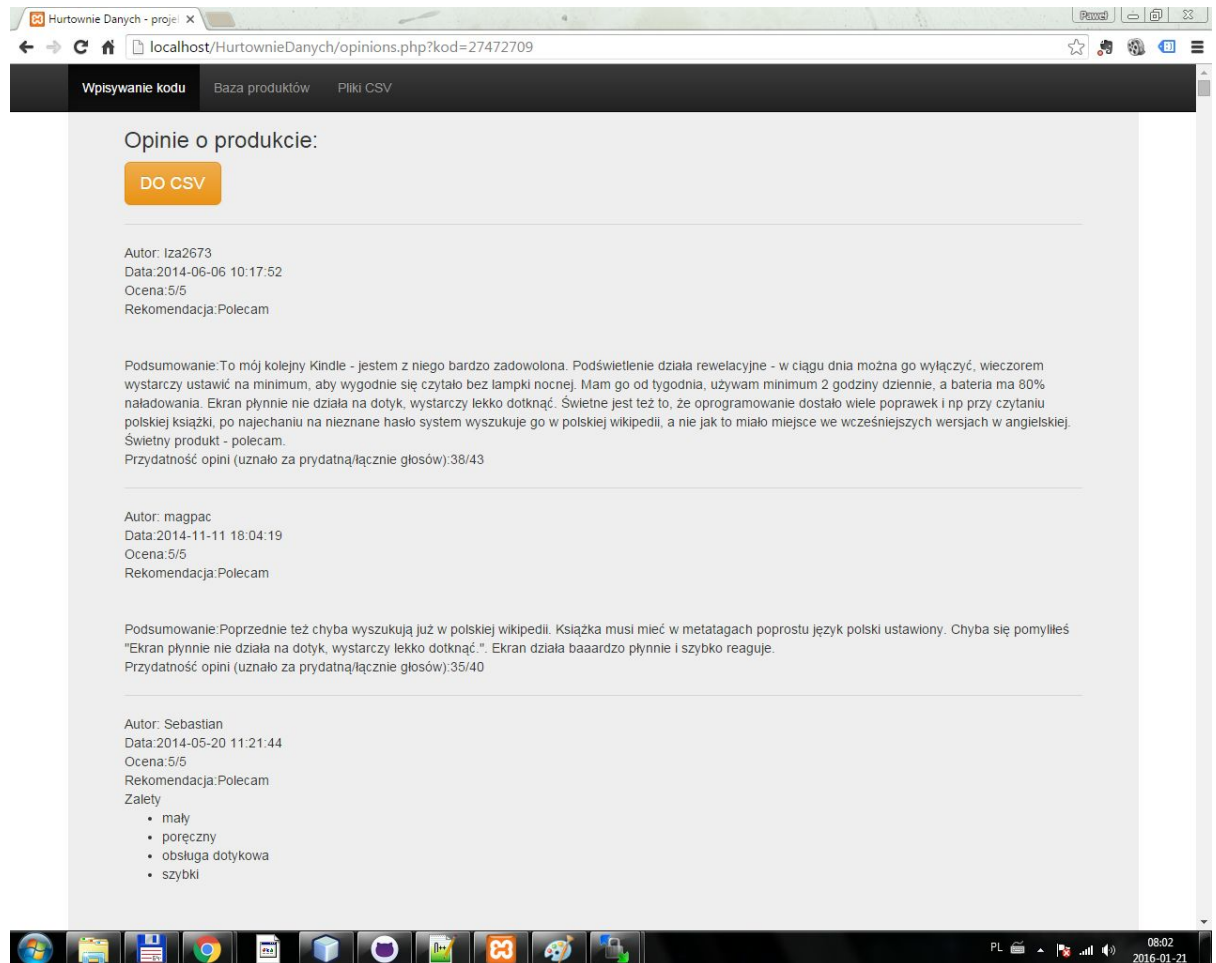 Hurtownie Danych - proje
Paweł
localhost/HurtownieDanych/opinions.php?kod=27472709
Wpisywanie kodu Baza produktów Pliki CSV
Opinie o produkcie:
DO CSV
Autor: Iza2673
Data:2014-06-06 10:17:52
Ocena:5/5
Rekomendacja:Polecam
Podsumowanie:To mój kolejny Kindle - jestem z niego bardzo zadowolona. Podświetlenie działa rewelacyjne - w ciągu dnia można go wyłączyć, wieczorem
wystarczy ustawić na minimum, aby wygodnie się czytało bez lampki nocnej. Mam go od tygodnia, używam minimum 2 godziny dziennie, a bateria ma 80%
naładowania. Ekran płynnie nie działa na dotyk, wystarczy lekko dotknąć. Świetne jest też to, że oprogramowanie dostało wiele poprawek i np przy czytaniu
polskiej książki, po najechaniu na nieznane hasło system wyszukuje go w polskiej wikipedii, a nie jak to miało miejsce we wcześniejszych wersjach w angielskiej.
Świetny produkt - polecam.
Przydatność opini (uznało za prydatną/łącznie głosów):38/43
Autor: magpac
Data:2014-11-11 18:04:19
Ocena:5/5
Rekomendacja:Polecam
Podsumowanie:Poprzednie też chyba wyszukują już w polskiej wikipedii. Książka musi mieć w metatagach poprostu język polski ustawiony. Chyba się pomyliłeś
"Ekran płynnie nie działa na dotyk, wystarczy lekko dotknąć.". Ekran działa baaardzo płynnie i szybko reaguje.
Przydatność opini (uznało za prydatną/łącznie głosów):35/40
Autor: Sebastian
Data:2014-05-20 11:21:44
Ocena:5/5
Rekomendacja:Polecam
Zalety
• mały
• poręczny
• obsługa dotykowa
• szybki
PL 08:02
2016-01-21